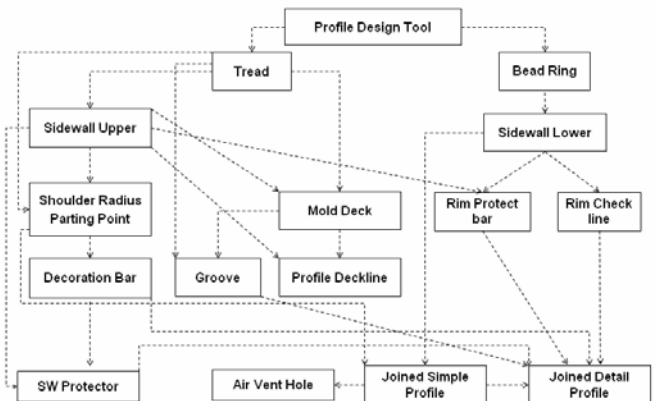 Profile Design Tool
Tread
Bead Ring
Sidewall Upper
Sidewall Lower
Shoulder Radius
Parting Point
Mold Deck
Rim Protect
bar
Rim Check
line
Decoration Bar
Groove
Profile Deckline
SW Protector
Air Vent Hole
Joined Simple
Profile
Joined Detail
Profile